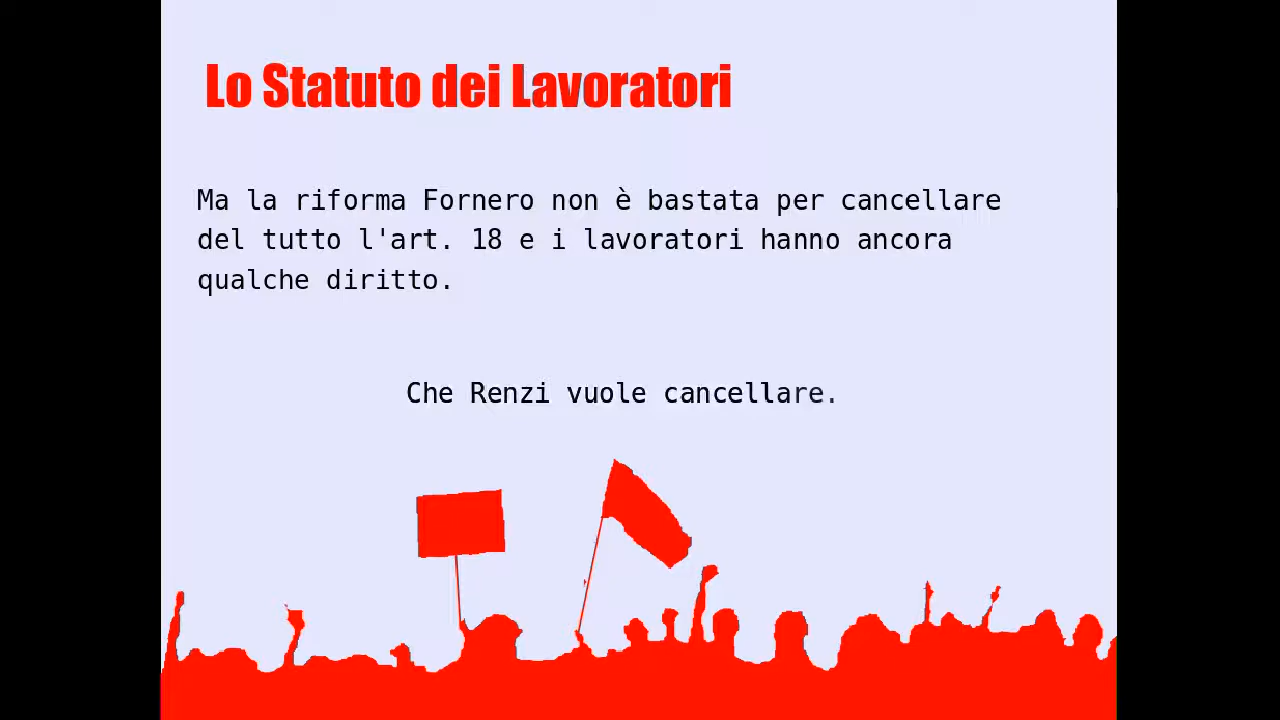 Lo Statuto dei Lavoratori
Ma la riforma Fornero non è bastata per cancellare
del tutto l'art. 18 e i lavoratori hanno ancora
qualche diritto.
Che Renzi vuole cancellare.